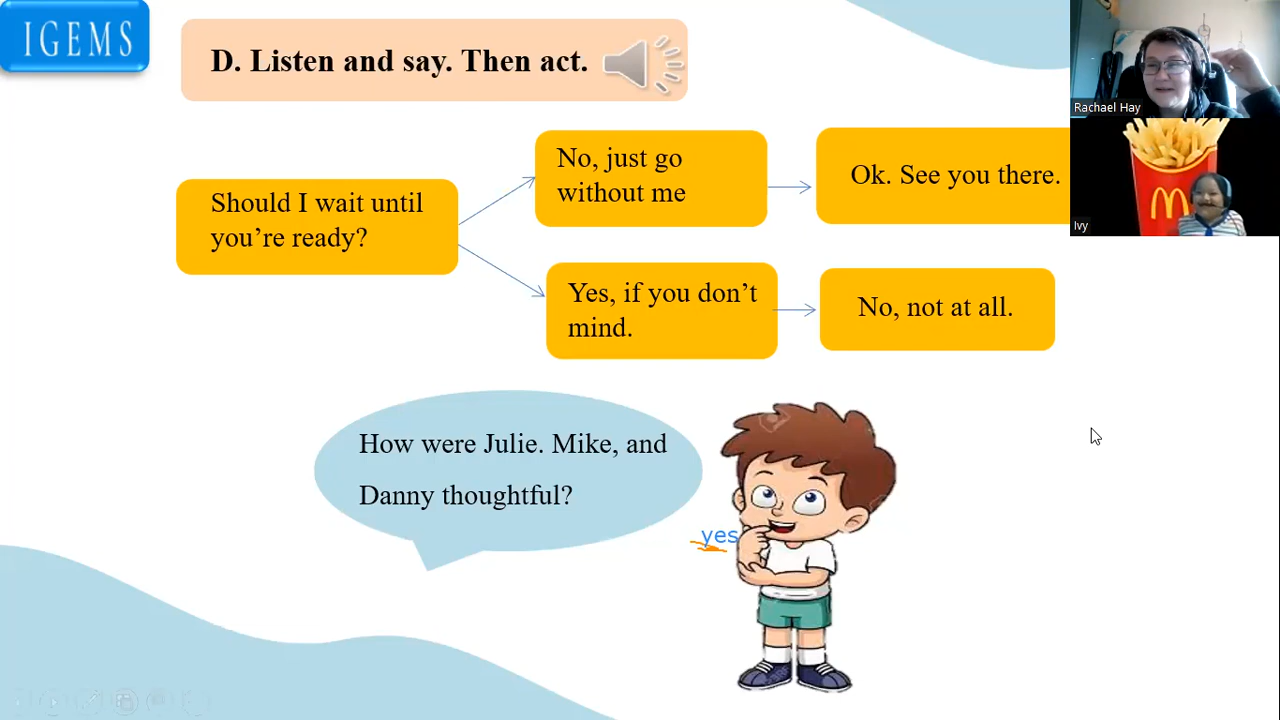 IGEMS
D. Listen and say. Then act.
Should I wait until
you're ready?
No, just go
without me
Ok. See you there.
Yes, if you don't
mind.
No, not at all.
How were Julie. Mike, and
Danny thoughtful?
yes
Rachael Hay
Ivy